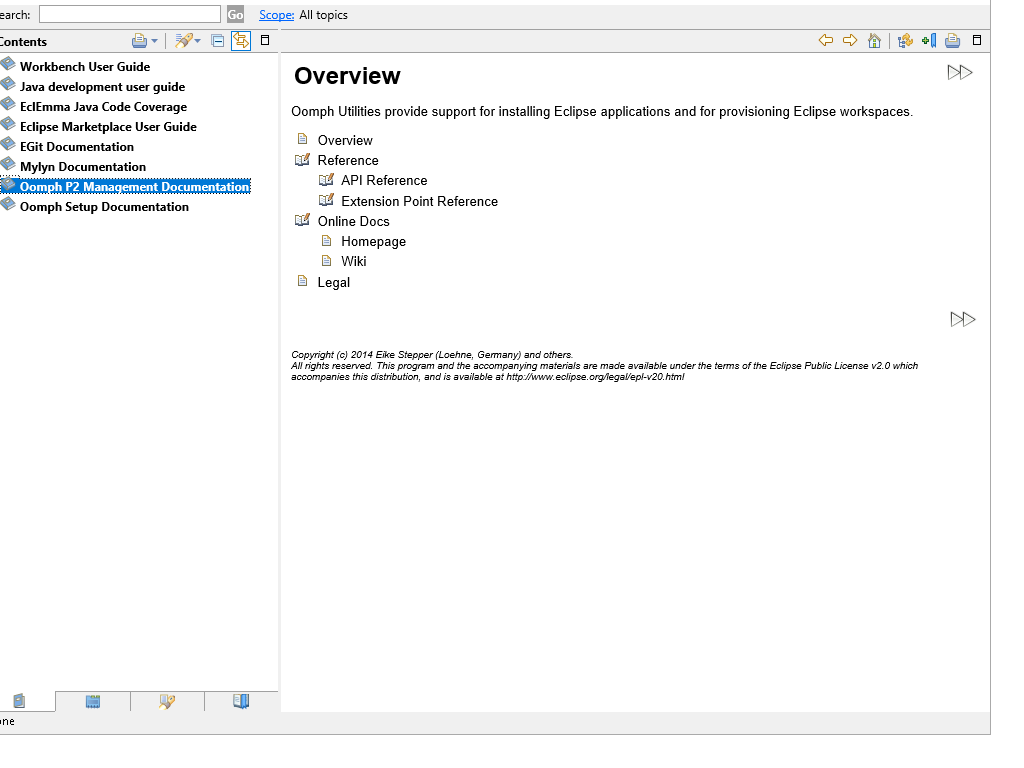 earch: Go Scope: All topics
Contents
Workbench User Guide
Java development user guide
EclEmma Java Code Coverage
Eclipse Marketplace User Guide
EGit Documentation
Mylyn Documentation
Oomph P2 Management Documentation
Oomph Setup Documentation
Overview
Oomph Utilities provide support for installing Eclipse applications and for provisioning Eclipse workspaces.
Overview
Reference
API Reference
Extension Point Reference
Online Docs
Homepage
Wiki
Legal
Copyright (c) 2014 Eike Stepper (Loehne, Germany) and others.
All rights reserved. This program and the accompanying materials are made available under the terms of the Eclipse Public License v2.0 which
accompanies this distribution, and is available at http://www.eclipse.org/legal/epl-v20.html
one